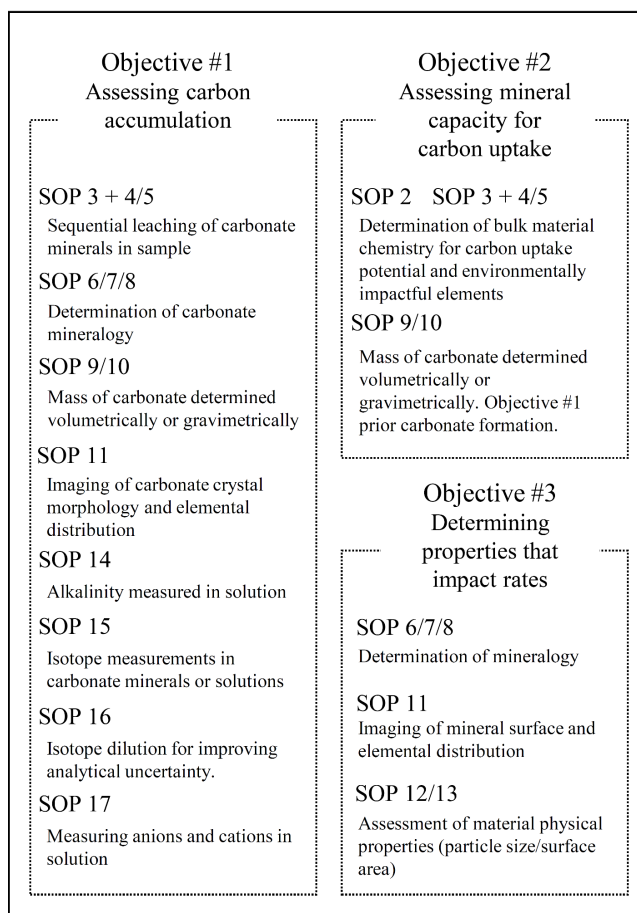 Objective #1
Assessing carbon
accumulation
SOP 3 + 4/5
Sequential leaching of carbonate
minerals in sample
SOP 6/7/8
Determination of carbonate
mineralogy
SOP 9/10
Mass of carbonate determined
volumetrically or gravimetrically
SOP 11
Imaging of carbonate crystal
morphology and elemental
distribution
SOP 14
Alkalinity measured in solution
SOP 15
Isotope measurements in
carbonate minerals or solutions
SOP 16
Isotope dilution for improving
analytical uncertainty.
SOP 17
Measuring anions and cations in
solution
Objective #2
Assessing mineral
capacity for
carbon uptake
SOP 2 SOP 3 + 4/5
Determination of bulk material
chemistry for carbon uptake
potential and environmentally
impactful elements
SOP 9/10
Mass of carbonate determined
volumetrically or
gravimetrically. Objective #1
prior carbonate formation.
Objective #3
Determining
properties that
impact rates
SOP 6/7/8
Determination of mineralogy
SOP 11
Imaging of mineral surface and
elemental distribution
SOP 12/13
Assessment of material physical
properties (particle size/surface
area)